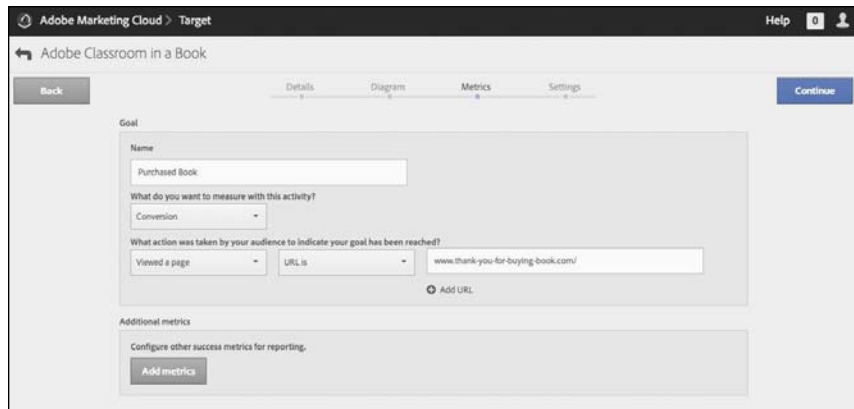 Adobe Marketing Cloud > Target Help 0
Adobe Classroom in a Book
Back Details Diagram Metrics Settings Continue
Goal
Name
Purchased Book
What do you want to measure with this activity?
Conversion
What action was taken by your audience to indicate your goal has been reached?
Viewed a page URL is www.thank-you-for-buying-book.com/
Add URL
Additional metrics
Configure other success metrics for reporting.
Add metrics